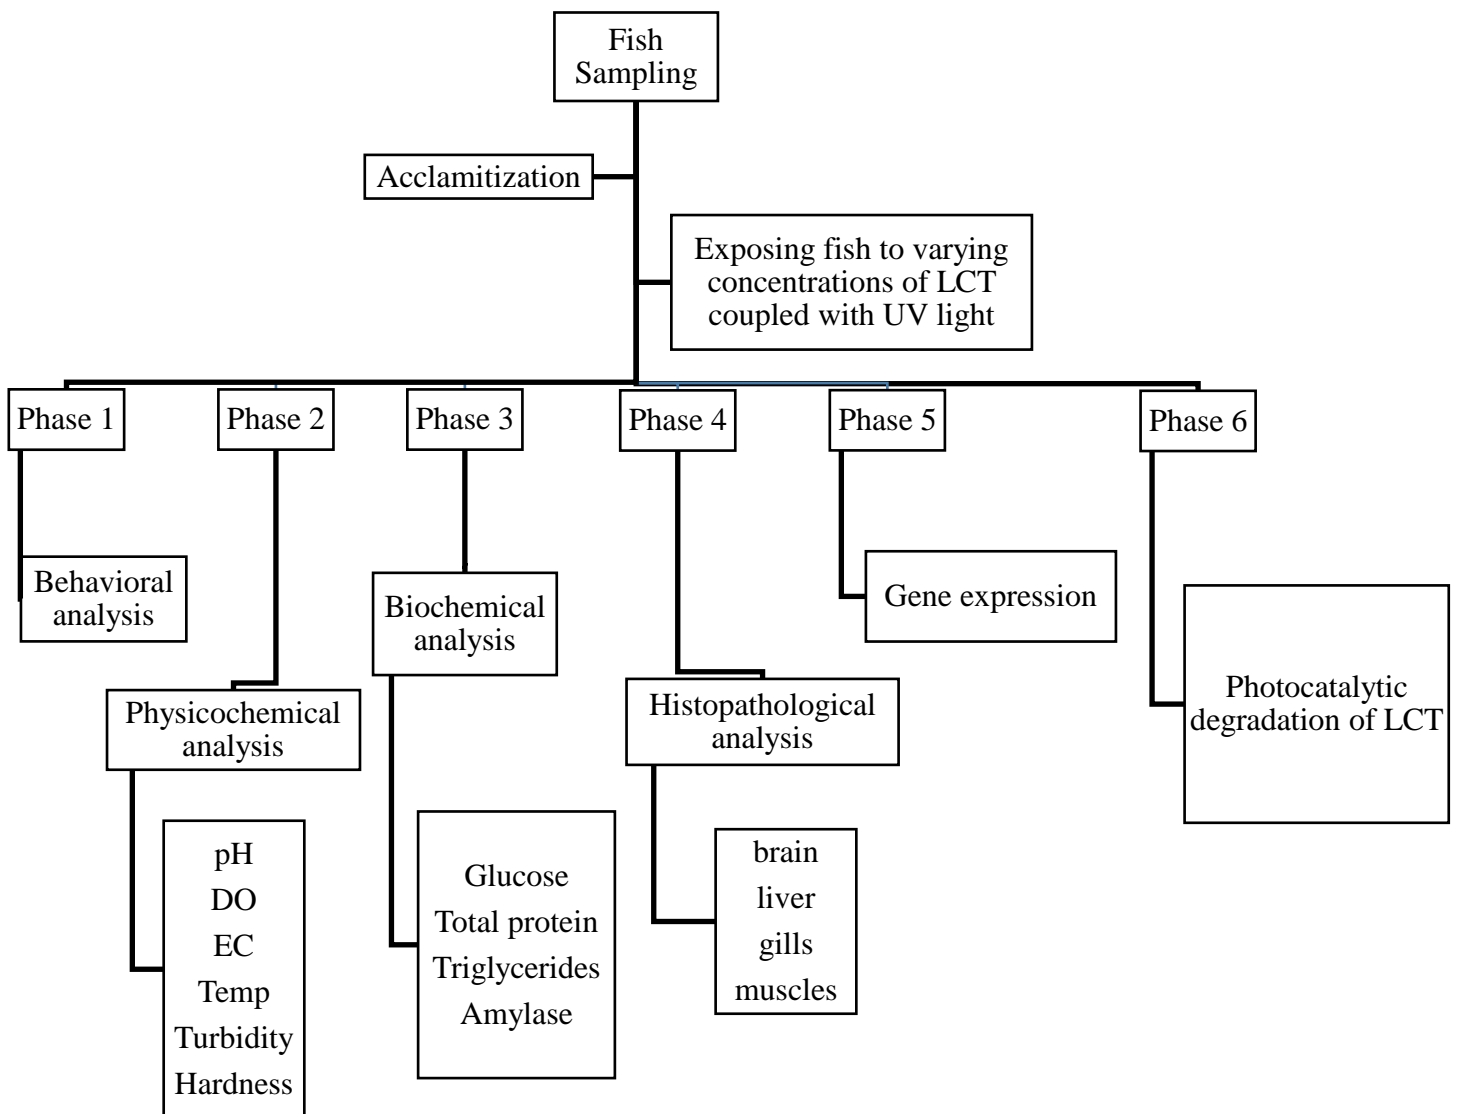 Fish
Sampling
Acclamitization
Exposing fish to varying
concentrations of LCT
coupled with UV light
Phase 1
Phase 2
Phase 3
Phase 4
Phase 5
Phase 6
Behavioral
analysis
Physicochemical
analysis
pH
DO
EC
Temp
Turbidity
Hardness
Biochemical
analysis
Glucose
Total protein
Triglycerides
Amylase
Histopathological
analysis
brain
liver
gills
muscles
Gene expression
Photocatalytic
degradation of LCT